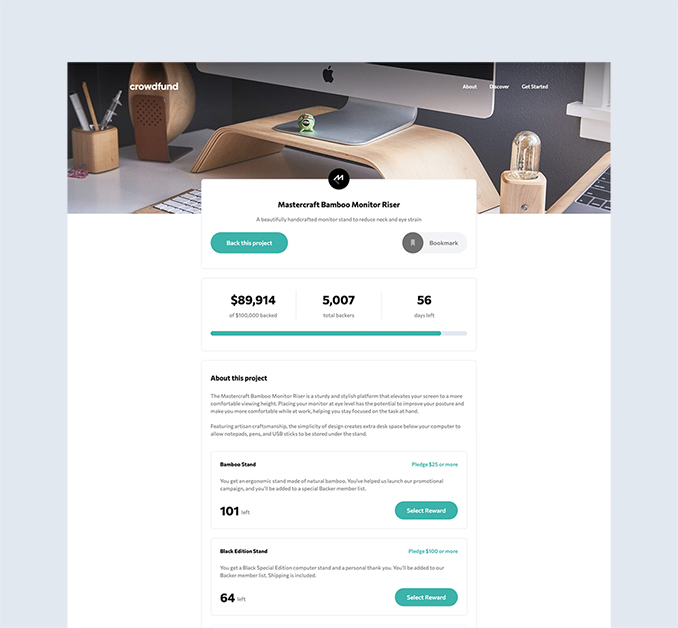 crowdfund
About Discover Get Started
Mastercraft Bamboo Monitor Riser
A beautifully handcrafted monitor stand to reduce neck and eye strain
Back this project
Bookmark
$89,914 5,007 56
of $100,000 backed total backers days left
About this project
The Mastercraft Bamboo Monitor Riser is a sturdy and stylish platform that elevates your screen to a more
comfortable viewing height. Placing your monitor at eye level has the potential to improve your posture and
make you more comfortable while at work, helping you stay focused on the task at hand.
Featuring artisan craftsmanship, the simplicity of design creates extra desk space below your computer to
allow notepads, pens, and USB sticks to be stored under the stand.
Bamboo Stand Pledge $25 or more
You get an ergonomic stand made of natural bamboo. You've helped us launch our promotional
campaign, and you'll be added to a special Backer member list.
101 left Select Reward
Black Edition Stand Pledge $100 or more
You get a Black Special Edition computer stand and a personal thank you. You'll be added to our
Backer member list. Shipping is included.
64 left Select Reward